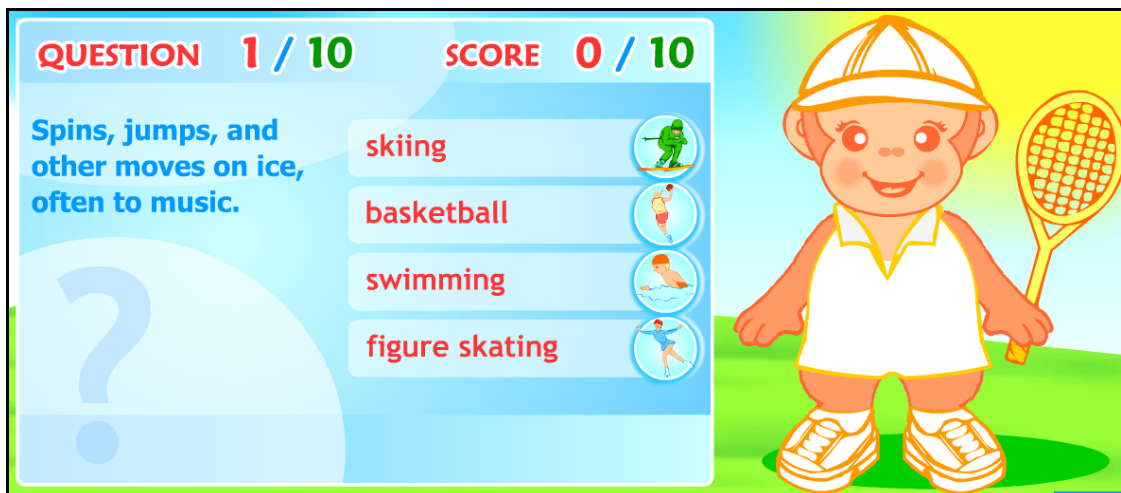 QUESTION 1 / 10 SCORE 0 / 10
Spins, jumps, and
other moves on ice,
often to music.
?
skiing
basketball
swimming
figure skating